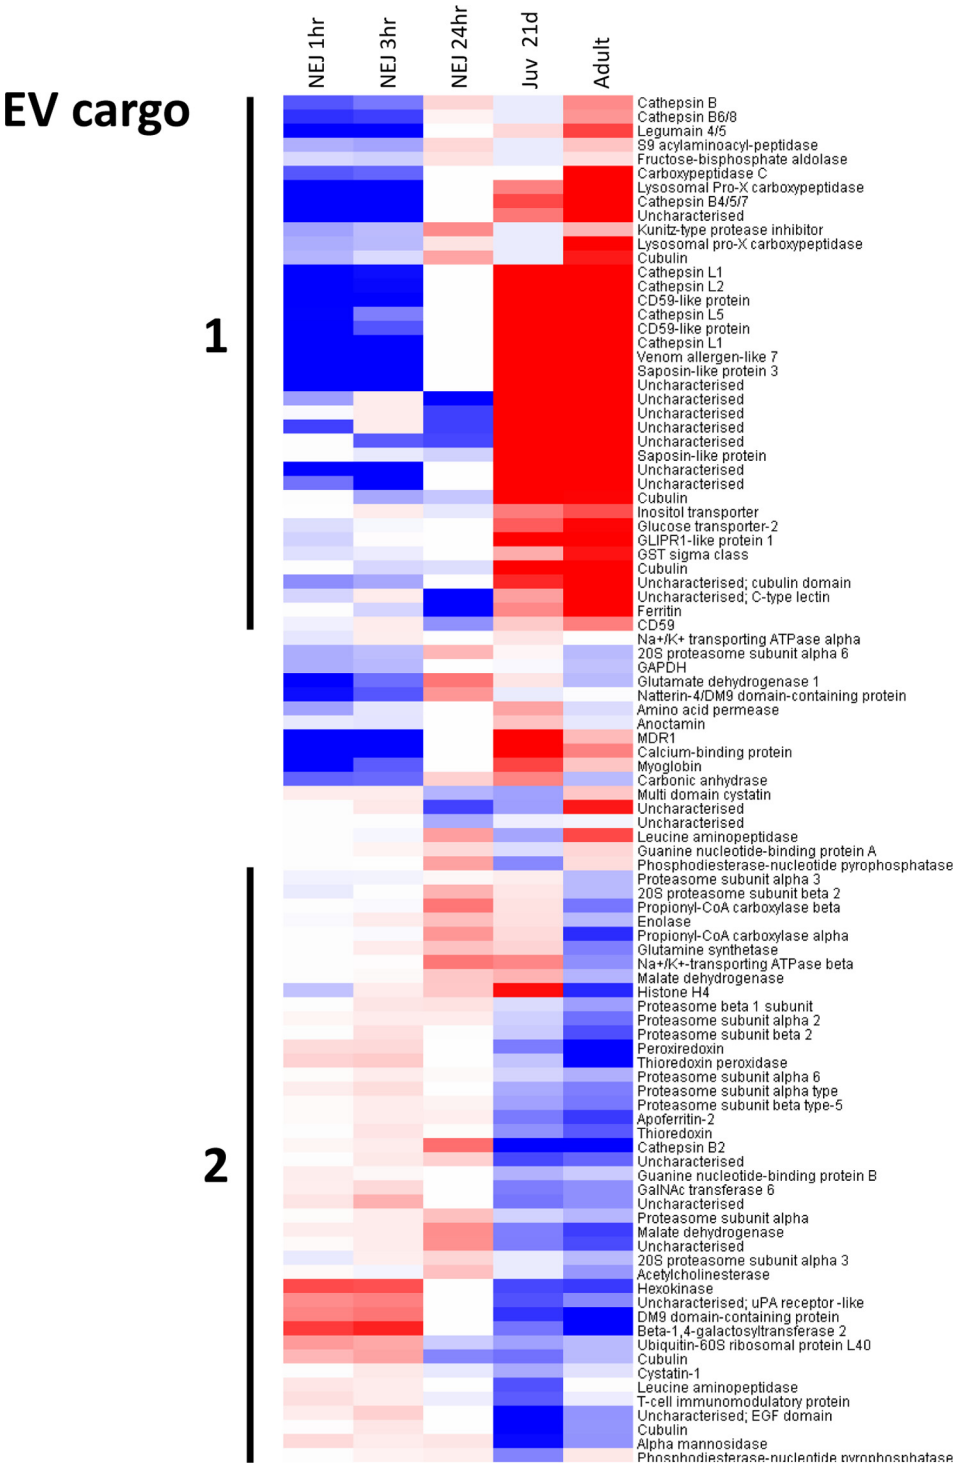 NEJ 1hr
NEJ 3hr
NEJ 24hr
Juv 21d
Adult
EV cargo
1
2
Cathepsin B
Cathepsin B6/8
Legumain 4/5
S9 acylaminoacyl-peptidase
Fructose-bisphosphate aldolase
Carboxypeptidase C
Lysosomal Pro-X carboxypeptidase
Cathepsin B4/5/7
Uncharacterised
Kunitz-type protease inhibitor
Lysosomal pro-X carboxypeptidase
Cubulin
Cathepsin L1
Cathepsin L2
CD59-like protein
Cathepsin L5
CD59-like protein
Cathepsin L1
Venom allergen-like 7
Saposin-like protein 3
Uncharacterised
Uncharacterised
Uncharacterised
Uncharacterised
Uncharacterised
Saposin-like protein
Uncharacterised
Uncharacterised
Cubulin
Inositol transporter
Glucose transporter-2
GLIPR1-like protein 1
GST sigma class
Cubulin
Uncharacterised; cubulin domain
Uncharacterised; C-type lectin
Ferritin
CD59
Na+/K+ transporting ATPase alpha
20S proteasome subunit alpha 6
GAPDH
Glutamate dehydrogenase 1
Natterin-4/DM9 domain-containing protein
Amino acid permease
Anoctamin
MDR1
Calcium-binding protein
Myoglobin
Carbonic anhydrase
Multi domain cystatin
Uncharacterised
Uncharacterised
Leucine aminopeptidase
Guanine nucleotide-binding protein A
Phosphodiesterase-nucleotide pyrophosphatase
Proteasome subunit alpha 3
20S proteasome subunit beta 2
Propionyl-CoA carboxylase beta
Enolase
Propionyl-CoA carboxylase alpha
Glutamine synthetase
Na+/K+-transporting ATPase beta
Malate dehydrogenase
Histone H4
Proteasome beta 1 subunit
Proteasome subunit alpha 2
Proteasome subunit beta 2
Peroxiredoxin
Thioredoxin peroxidase
Proteasome subunit alpha 6
Proteasome subunit alpha type
Proteasome subunit beta type-5
Apoferritin-2
Thioredoxin
Cathepsin B2
Uncharacterised
Guanine nucleotide-binding protein B
GalNAc transferase 6
Uncharacterised
Proteasome subunit alpha
Malate dehydrogenase
Uncharacterised
20S proteasome subunit alpha 3
Acetylcholinesterase
Hexokinase
Uncharacterised; uPA receptor -like
DM9 domain-containing protein
Beta-1,4-galactosyltransferase 2
Ubiquitin-60S ribosomal protein L40
Cubulin
Cystatin-1
Leucine aminopeptidase
T-cell immunomodulatory protein
Uncharacterised; EGF domain
Cubulin
Alpha mannosidase
Phosphodiesterase-nucleotide pyrophosphatase